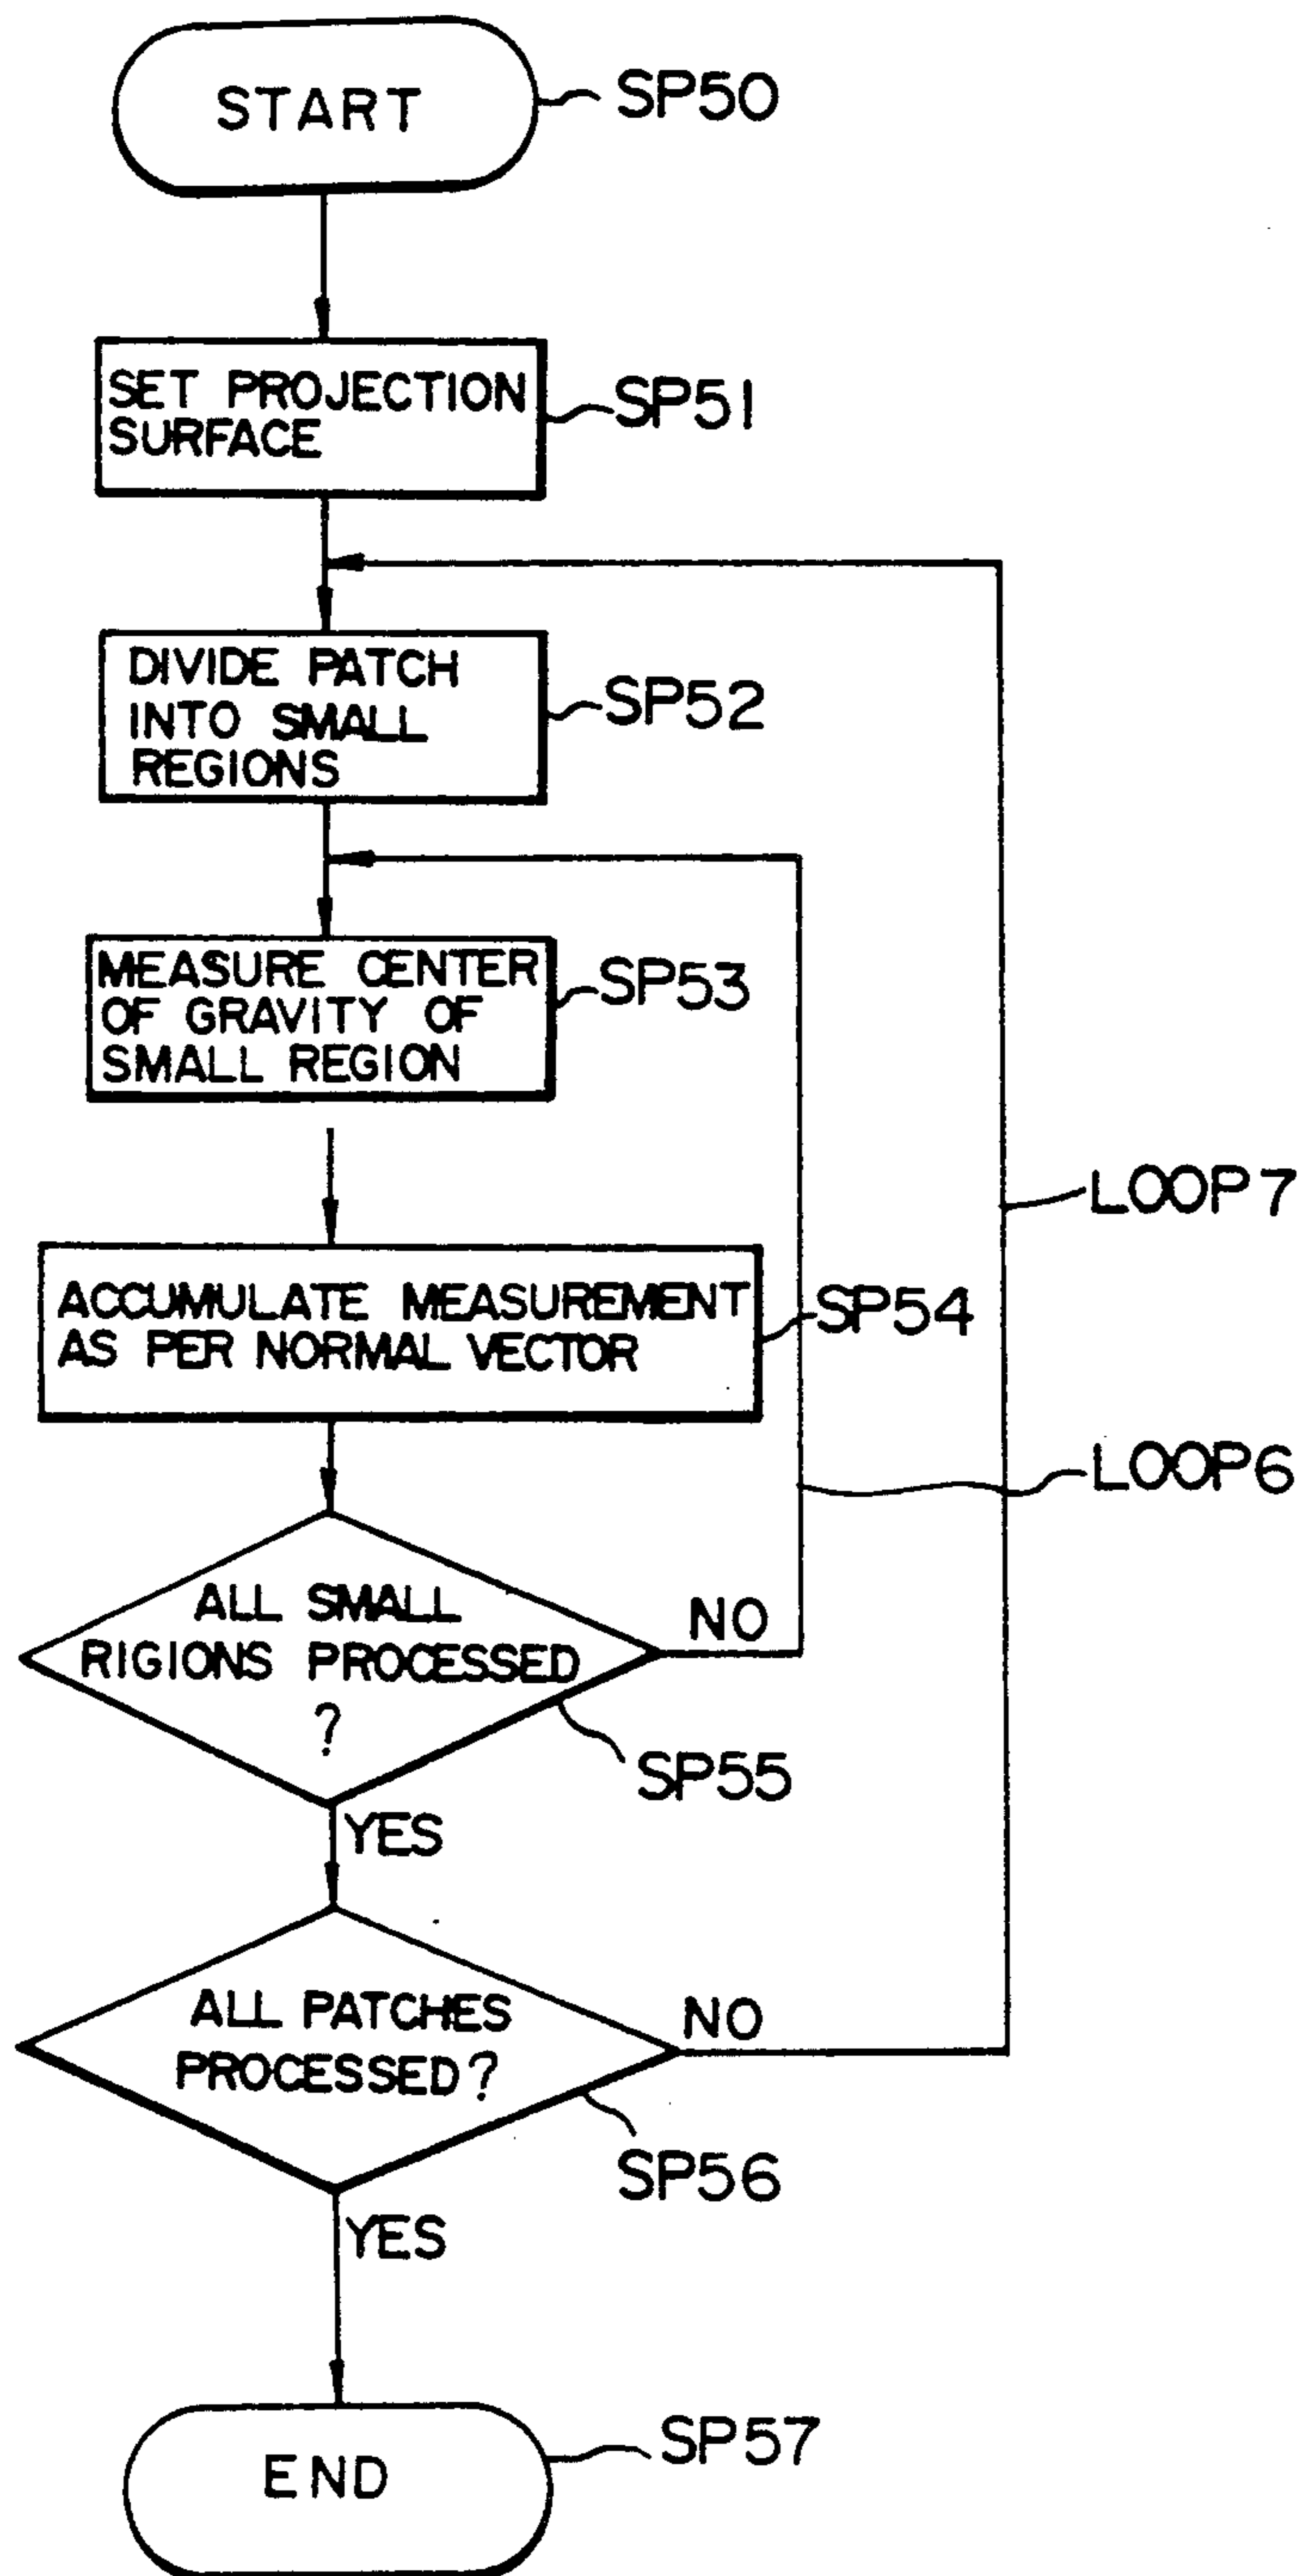 START
SP50
SET PROJECTION
SURFACE
SP51
DIVIDE PATCH
INTO SMALL
REGIONS
SP52
MEASURE CENTER
OF GRAVITY OF
SMALL REGION
SP53
LOOP7
ACCUMULATE MEASUREMENT
AS PER NORMAL VECTOR
SP54
LOOP6
ALL SMALL
RIGIONS PROCESSED
?
NO
SP55
YES
ALL PATCHES
PROCESSED?
NO
SP56
YES
END
SP57